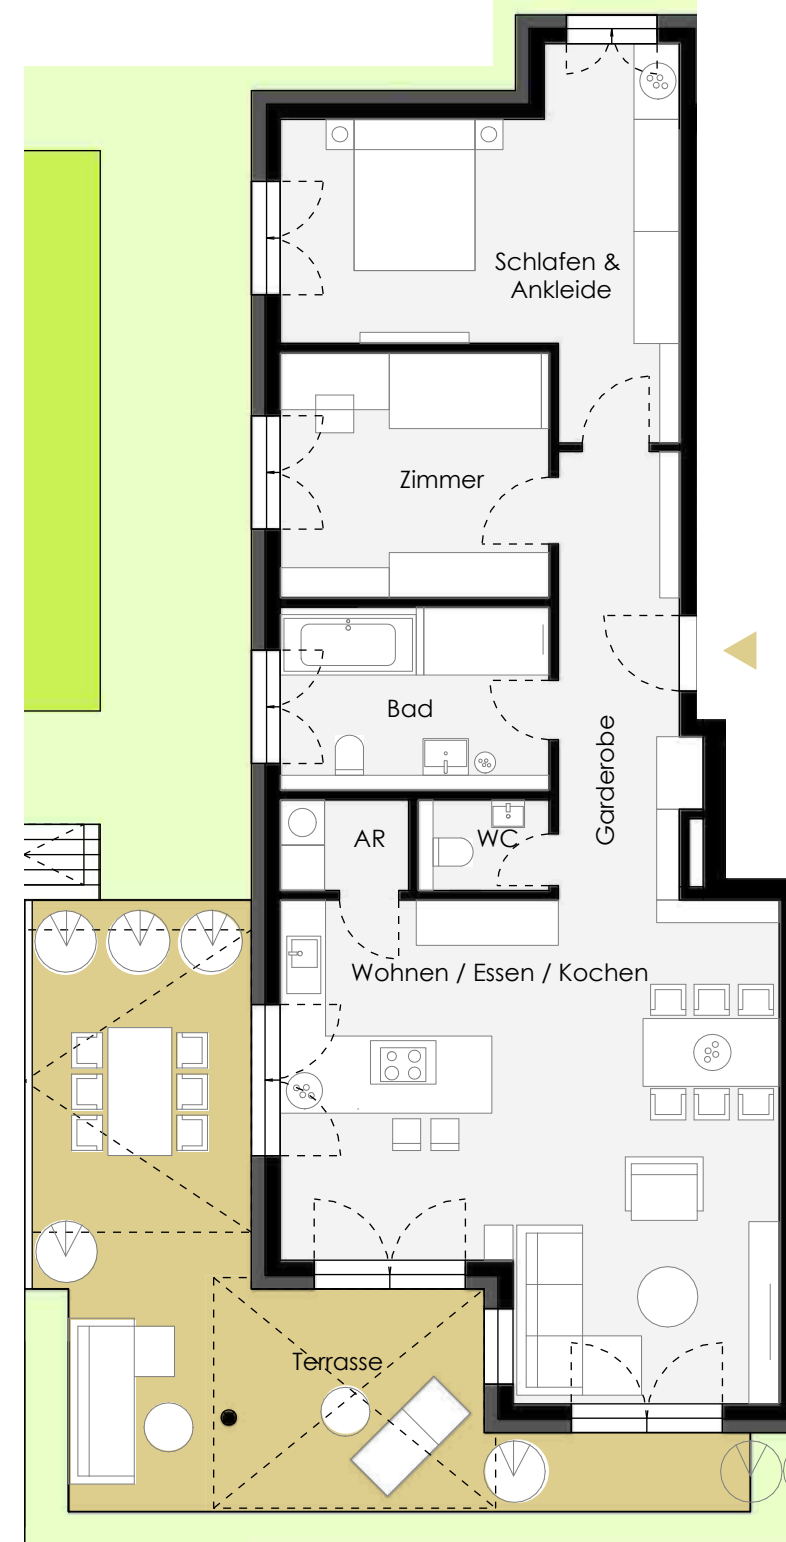 Schlafen &
Ankleide
Zimmer
Bad
Garderobe
AR
WC
Wohnen / Essen / Kochen
Terrasse